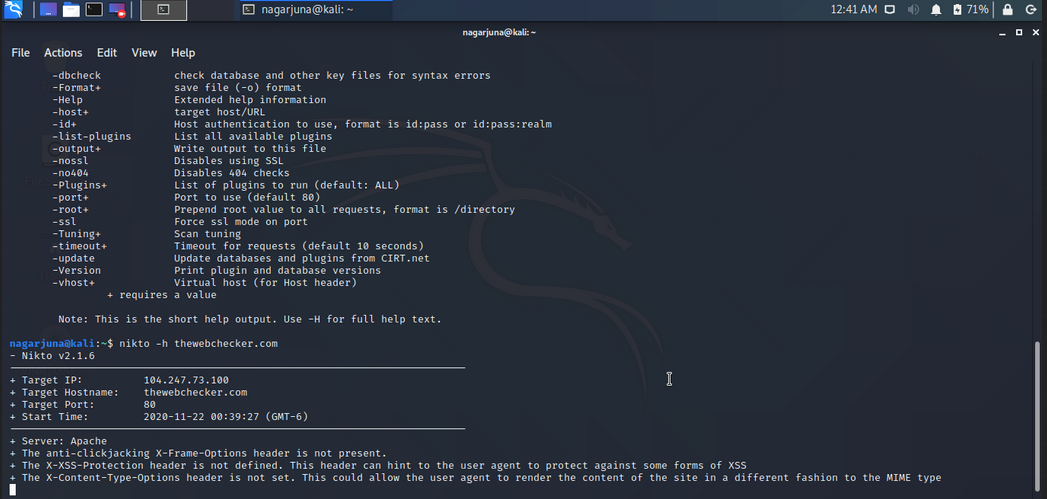 nagarjuna@kali: ~
12:41 AM
71%
nagarjuna@kali: ~
File Actions Edit View Help
-dbcheck check database and other key files for syntax errors
-Format+ save file (-o) format
-Help Extended help information
-host+ target host/URL
-id+ Host authentication to use, format is id:pass or id:pass:realm
-list-plugins List all available plugins
-output+ Write output to this file
-nossl Disables using SSL
-no404 Disables 404 checks
-Plugins+ List of plugins to run (default: ALL)
-port+ Port to use (default 80)
-root+ Prepend root value to all requests, format is /directory
-ssl Force ssl mode on port
-Tuning+ Scan tuning
-timeout+ Timeout for requests (default 10 seconds)
-update Update databases and plugins from CIRT.net
-Version Print plugin and database versions
-vhost+ Virtual host (for Host header)
+ requires a value
Note: This is the short help output. Use -H for full help text.
nagarjuna@kali:~$ nikto -h thewebchecker.com
- Nikto v2.1.6
+ Target IP: 104.247.73.100
+ Target Hostname: thewebchecker.com
+ Target Port: 80
+ Start Time: 2020-11-22 00:39:27 (GMT-6)
+ Server: Apache
+ The anti-clickjacking X-Frame-Options header is not present.
+ The X-XSS-Protection header is not defined. This header can hint to the user agent to protect against some forms of XSS
+ The X-Content-Type-Options header is not set. This could allow the user agent to render the content of the site in a different fashion to the MIME type